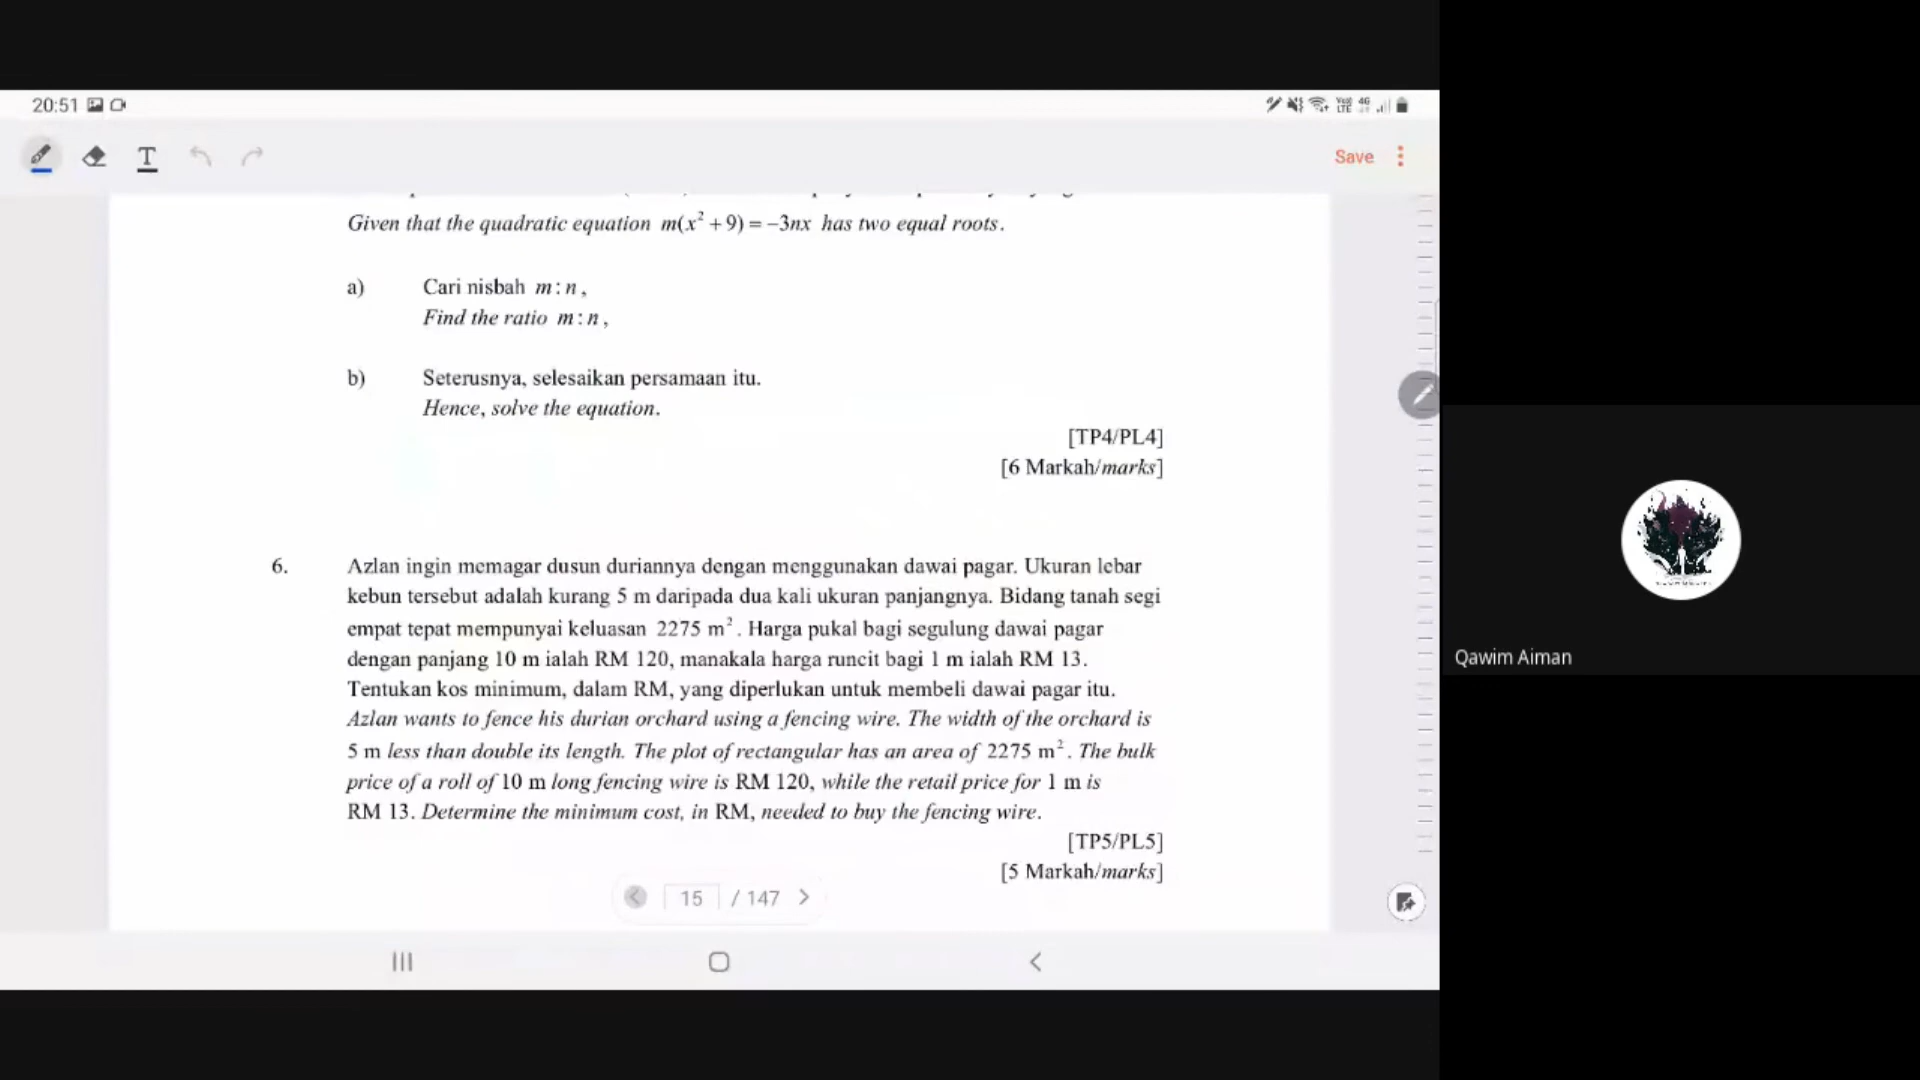 20:51
VoD LTE 4G
T
Save
Given that the quadratic equation m(x² + 9) = −3nx has two equal roots.
a) Cari nisbah m : n ,
Find the ratio m : n ,
b) Seterusnya, selesaikan persamaan itu.
Hence, solve the equation.
[TP4/PL4]
[6 Markah/marks]
6. Azlan ingin memagar dusun duriannya dengan menggunakan dawai pagar. Ukuran lebar
kebun tersebut adalah kurang 5 m daripada dua kali ukuran panjangnya. Bidang tanah segi
empat tepat mempunyai keluasan 2275 m² . Harga pukal bagi segulung dawai pagar
dengan panjang 10 m ialah RM 120, manakala harga runcit bagi 1 m ialah RM 13.
Tentukan kos minimum, dalam RM, yang diperlukan untuk membeli dawai pagar itu.
Azlan wants to fence his durian orchard using a fencing wire. The width of the orchard is
5 m less than double its length. The plot of rectangular has an area of 2275 m² . The bulk
price of a roll of 10 m long fencing wire is RM 120, while the retail price for 1 m is
RM 13. Determine the minimum cost, in RM, needed to buy the fencing wire.
[TP5/PL5]
[5 Markah/marks]
15 / 147
Qawim Aiman